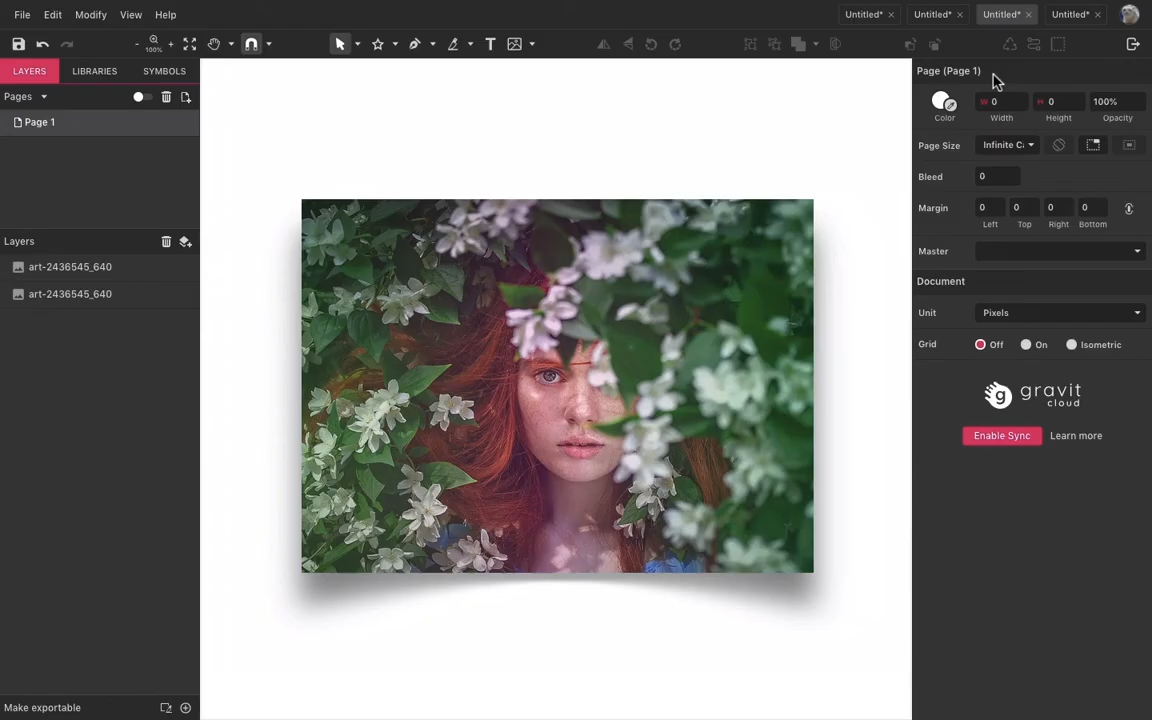 File Edit Modify View Help Untitled* Untitled* Untitled* Untitled*
- 100% +
LAYERS LIBRARIES SYMBOLS
Pages
Page 1
Layers
art-2436545_640
art-2436545_640
Make exportable
Page (Page 1)
W 0 H 0 100%
Color Width Height Opacity
Page Size Infinite Ca
Bleed 0
Margin 0 0 0 0
Left Top Right Bottom
Master
Document
Unit Pixels
Grid Off On Isometric
gravit
cloud
Enable Sync Learn more